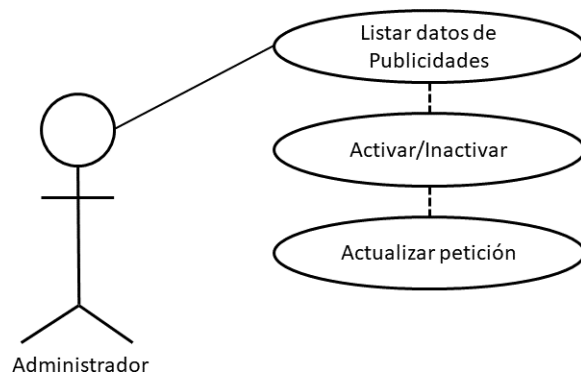 Listar datos de
Publicidades
Activar/Inactivar
Actualizar petición
Administrador